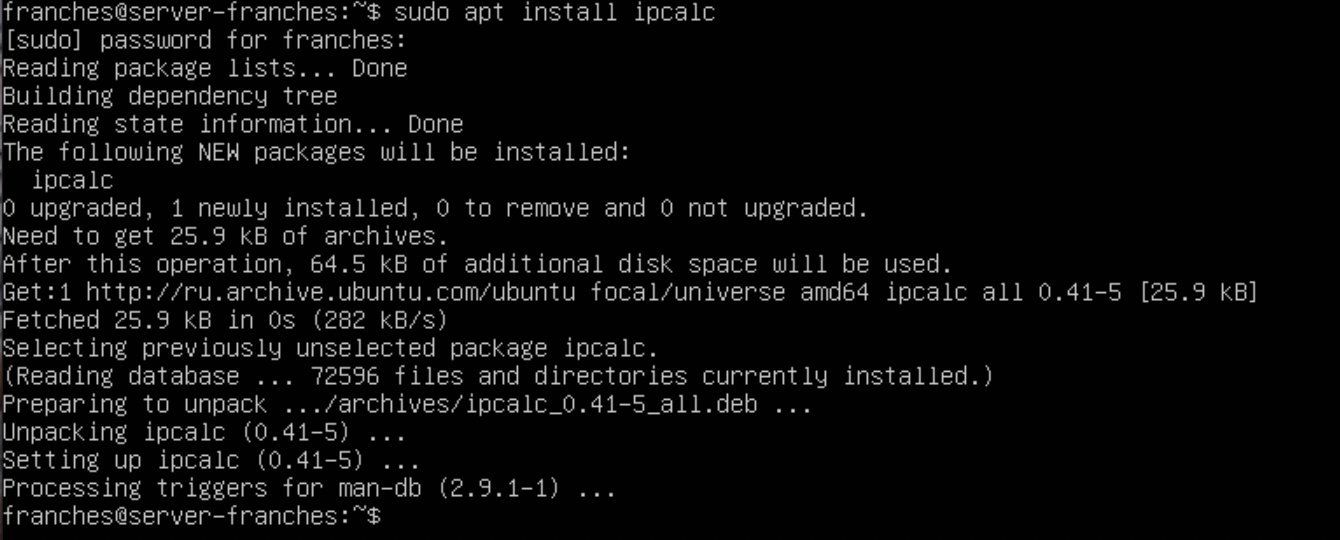 franches@server-franches:~$ sudo apt install ipcalc
[sudo] password for franches:
Reading package lists... Done
Building dependency tree
Reading state information... Done
The following NEW packages will be installed:
  ipcalc
0 upgraded, 1 newly installed, 0 to remove and 0 not upgraded.
Need to get 25.9 kB of archives.
After this operation, 64.5 kB of additional disk space will be used.
Get:1 http://ru.archive.ubuntu.com/ubuntu focal/universe amd64 ipcalc all 0.41-5 [25.9 kB]
Fetched 25.9 kB in 0s (282 kB/s)
Selecting previously unselected package ipcalc.
(Reading database ... 72596 files and directories currently installed.)
Preparing to unpack .../archives/ipcalc_0.41-5_all.deb ...
Unpacking ipcalc (0.41-5) ...
Setting up ipcalc (0.41-5) ...
Processing triggers for man-db (2.9.1-1) ...
franches@server-franches:~$